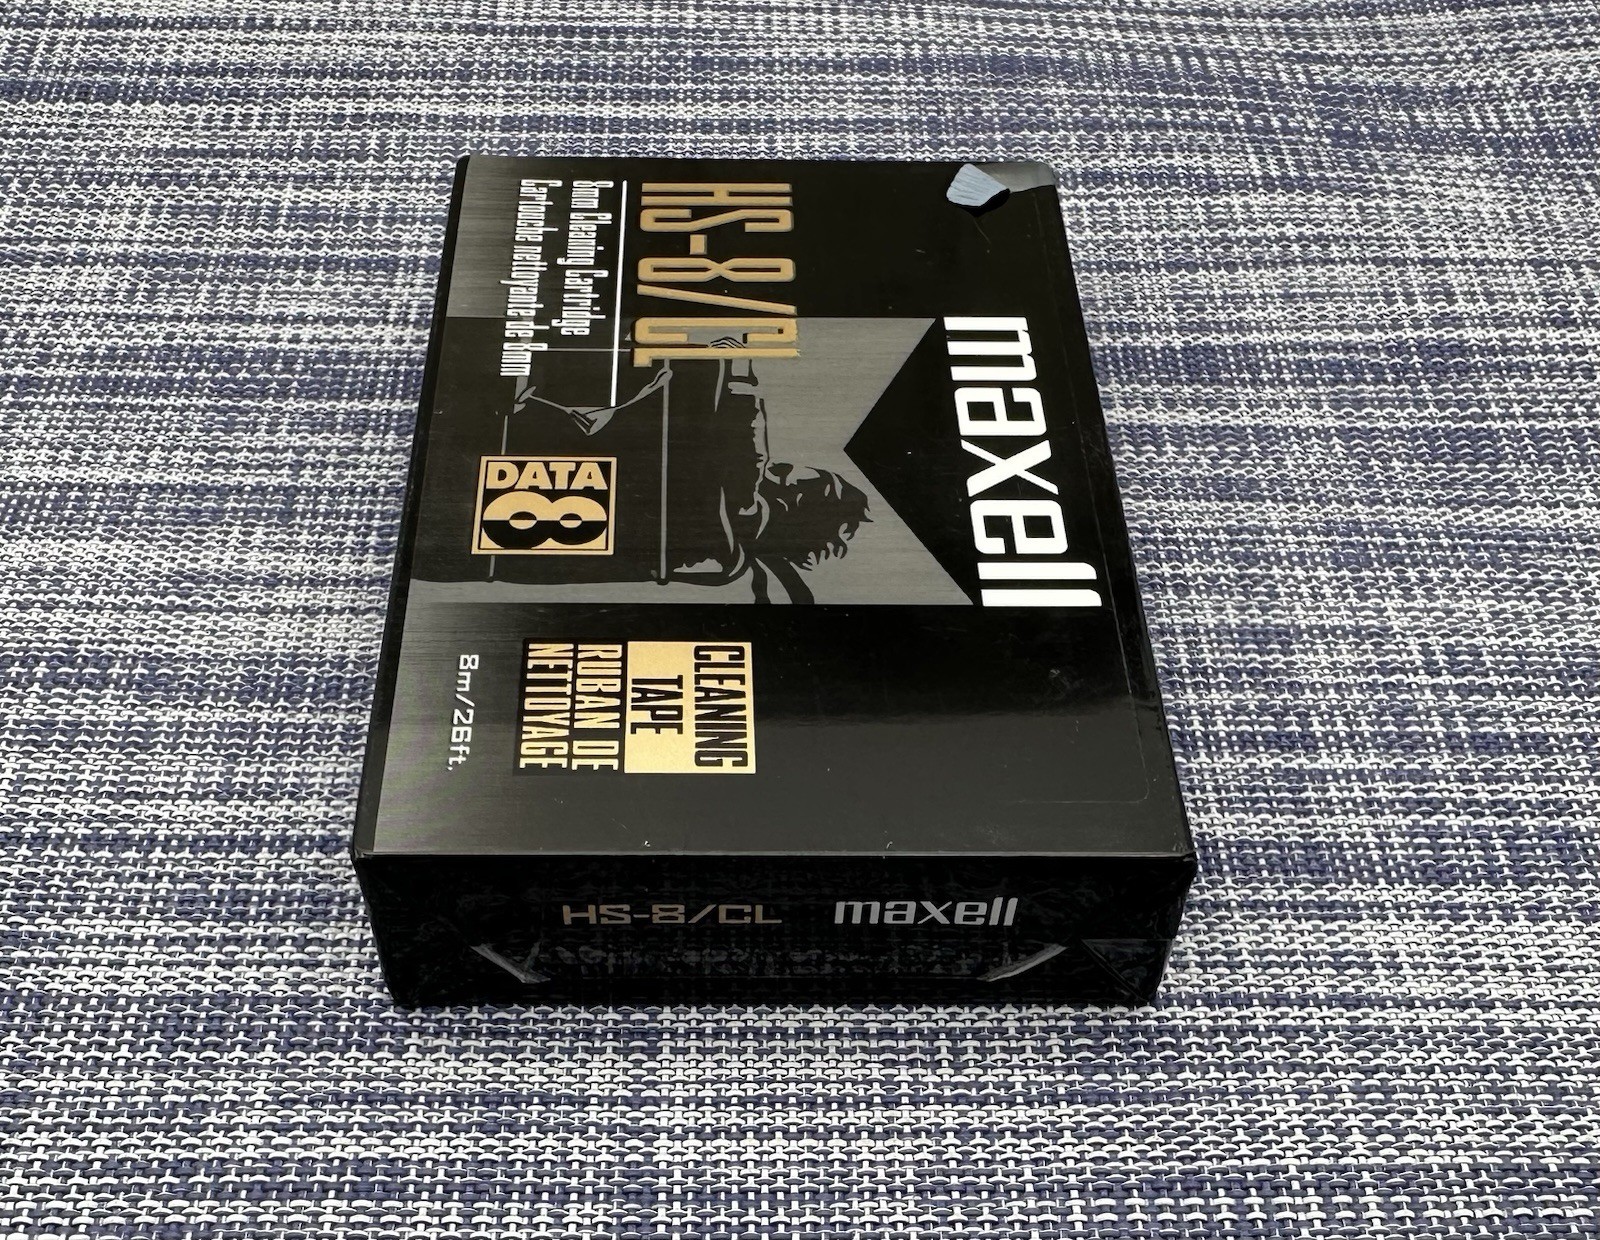 maxell
HS-8/CL
8mm Cleaning Cartridge
Cartouche nettoyante de 8mm
DATA
8
CLEANING
TAPE
RUBAN DE
NETTOYAGE
8m/26ft.
HS-8/CL maxell